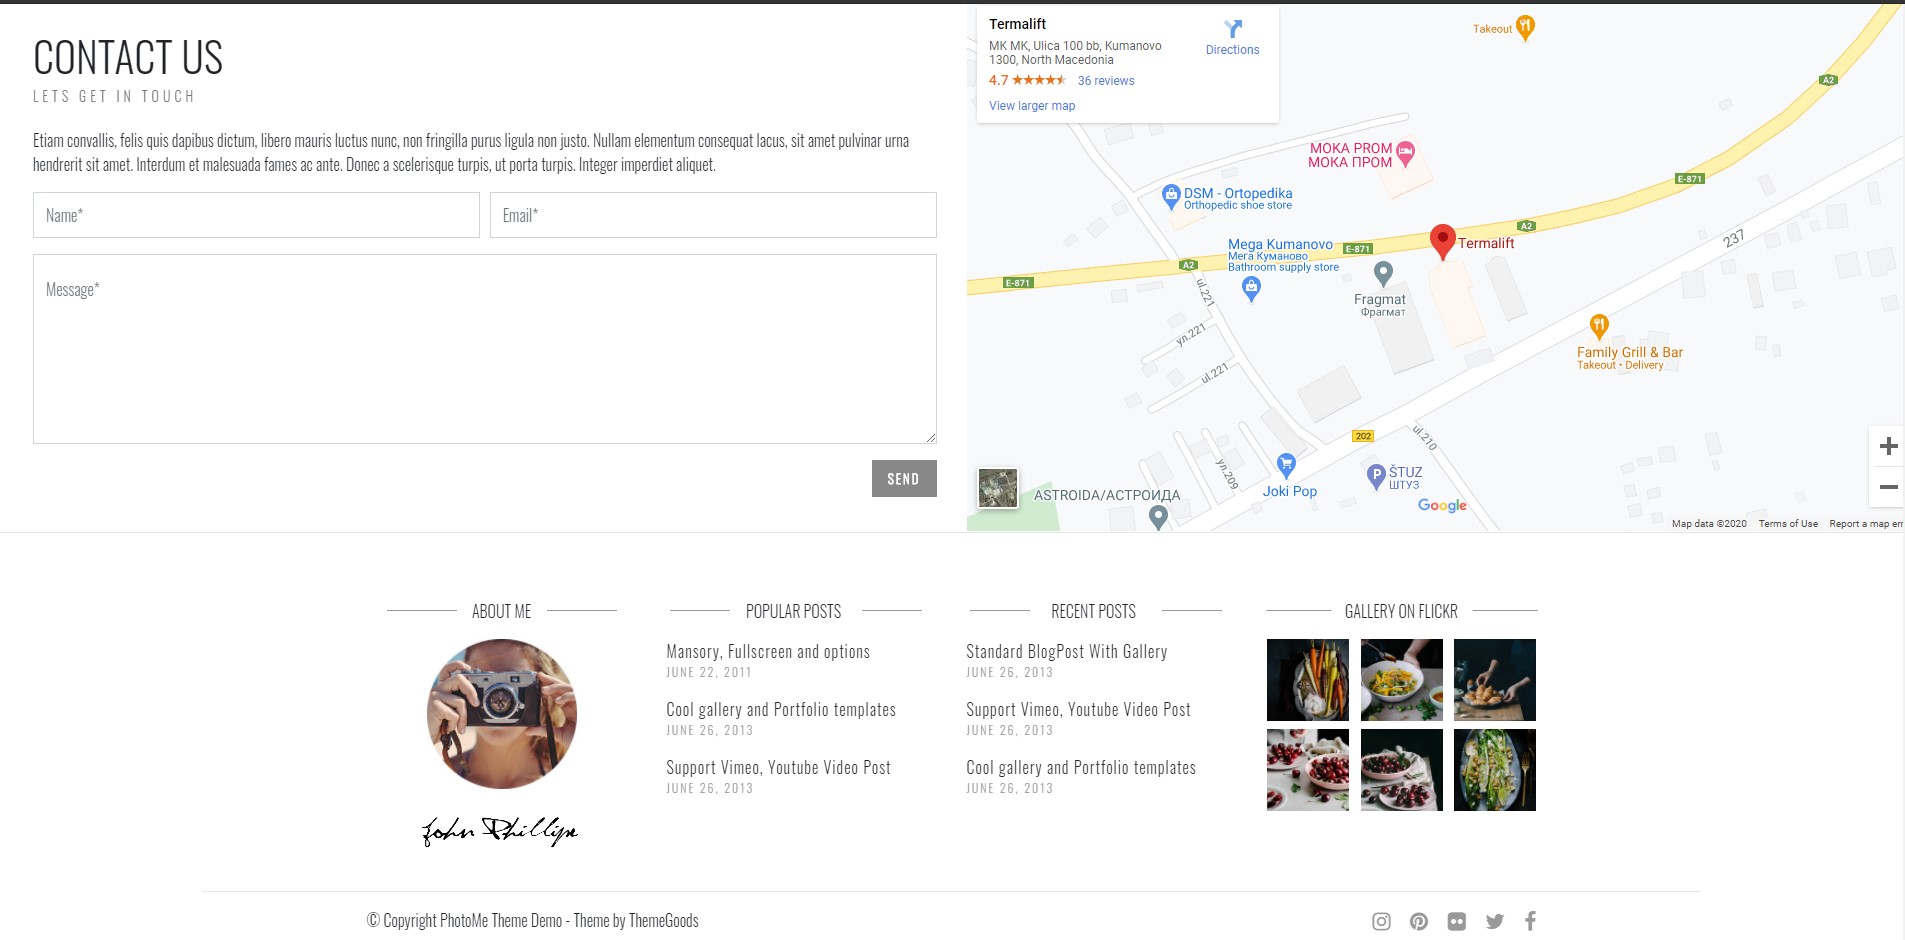 CONTACT US
LETS GET IN TOUCH
Etiam convallis, felis quis dapibus dictum, libero mauris luctus nunc, non fringilla purus ligula non justo. Nullam elementum consequat lacus, sit amet pulvinar urna
hendrerit sit amet. Interdum et malesuada fames ac ante. Donec a scelerisque turpis, ut porta turpis. Integer imperdiet aliquet.
Name*
Email*
Message*
SEND
Termalift
MK MK, Ulica 100 bb, Kumanovo
1300, North Macedonia
4.7
36 reviews
View larger map
Directions
Takeout
A2
MOKA PROM
МОКА ПРОМ
E-871
DSM - Ortopedika
Orthopedic shoe store
A2
237
Mega Kumanovo
Мега Куманово
Bathroom supply store
E-871
Termalift
A2
E-871
ul.221
Fragmat
Фрагмат
ул.221
Family Grill & Bar
Takeout • Delivery
ul.221
202
ul.210
ул.209
Joki Pop
ŠTUZ
ШТУЗ
ASTROIDA/АСТРОИДА
Google
Map data ©2020
Terms of Use
Report a map err
ABOUT ME
John Phillipe
POPULAR POSTS
Mansory, Fullscreen and options
JUNE 22, 2011
Cool gallery and Portfolio templates
JUNE 26, 2013
Support Vimeo, Youtube Video Post
JUNE 26, 2013
RECENT POSTS
Standard BlogPost With Gallery
JUNE 26, 2013
Support Vimeo, Youtube Video Post
JUNE 26, 2013
Cool gallery and Portfolio templates
JUNE 26, 2013
GALLERY ON FLICKR
© Copyright PhotoMe Theme Demo - Theme by ThemeGoods